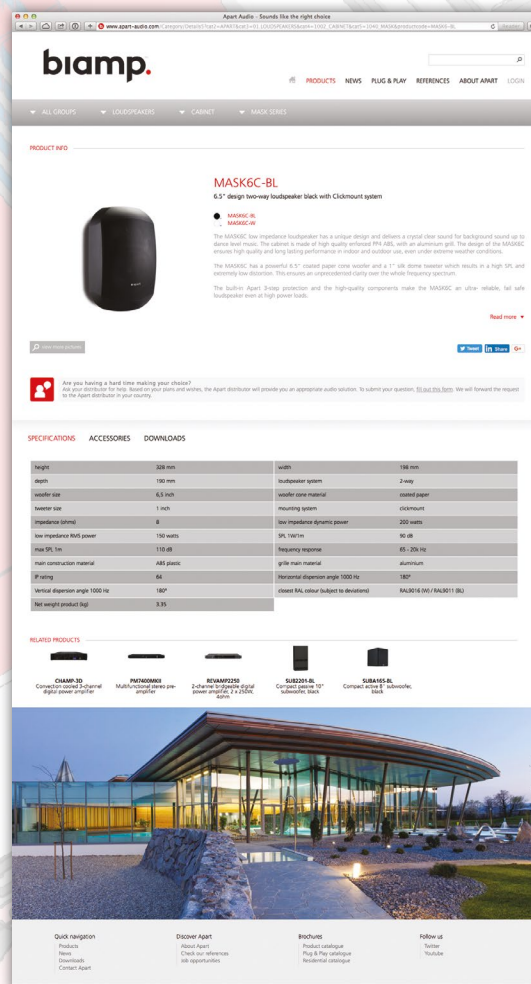 Apart Audio - Sounds like the right choice
www.apart-audio.com
biamp.
PRODUCTS NEWS PLUG & PLAY REFERENCES ABOUT APART LOGIN
ALL GROUPS LOUDSPEAKERS CABINET MASK SERIES
PRODUCT INFO
MASK6C-BL
6.5" design two-way loudspeaker black with Clickmount system
MASK6C-BL
MASK6C-W
The MASK6C low impedance loudspeaker has a unique design and delivers a crystal clear sound for background sound up to
dance level music. The cabinet is made of high quality enforced PP4 ABS, with an aluminium grill. The design of the MASK6C
ensures high quality and long lasting performance in indoor and outdoor use, even under extreme weather conditions.
The MASK6C has a powerful 6.5" coated paper cone woofer and a 1" silk dome tweeter which results in a high SPL and
extremely low distortion. This ensures an unprecedented clarity over the whole frequency spectrum.
The built-in Apart 3-step protection and the high-quality components make the MASK6C an ultra- reliable, fail safe
loudspeaker even at high power loads.
Read more
view more pictures
Tweet in Share G+
Are you having a hard time making your choice?
Ask your distributor for help. Based on your plans and wishes, the Apart distributor will provide you an appropriate audio solution. To submit your question, fill out this form. We will forward the request
to the Apart distributor in your country.
SPECIFICATIONS ACCESSORIES DOWNLOADS
height 328 mm width 198 mm
depth 190 mm loudspeaker system 2-way
woofer size 6,5 inch woofer cone material coated paper
tweeter size 1 inch mounting system clickmount
impedance (ohms) 8 low impedance dynamic power 200 watts
low impedance RMS power 150 watts SPL 1W/1m 90 dB
max SPL 1m 110 dB frequency response 65 - 20k Hz
main construction material ABS plastic grille main material aluminium
IP rating 64 Horizontal dispersion angle 1000 Hz 180°
Vertical dispersion angle 1000 Hz 180° closest RAL colour (subject to deviations) RAL9016 (W) / RAL9011 (BL)
Net weight product (kg) 3.35
RELATED PRODUCTS
CHAMP-3D PM7400MKII REVAMP2250 SUB2201-BL SUBA165-BL
Convection cooled 3-channel Multifunctional stereo pre- 2-channel bridgeable digital Compact passive 10" Compact active 8" subwoofer,
digital power amplifier amplifier power amplifier, 2 x 250W, subwoofer, black black
4ohm
Quick navigation Discover Apart Brochures Follow us
Products About Apart Product catalogue Twitter
News Check our references Plug & Play catalogue Youtube
Downloads Job opportunities Residential catalogue
Contact Apart